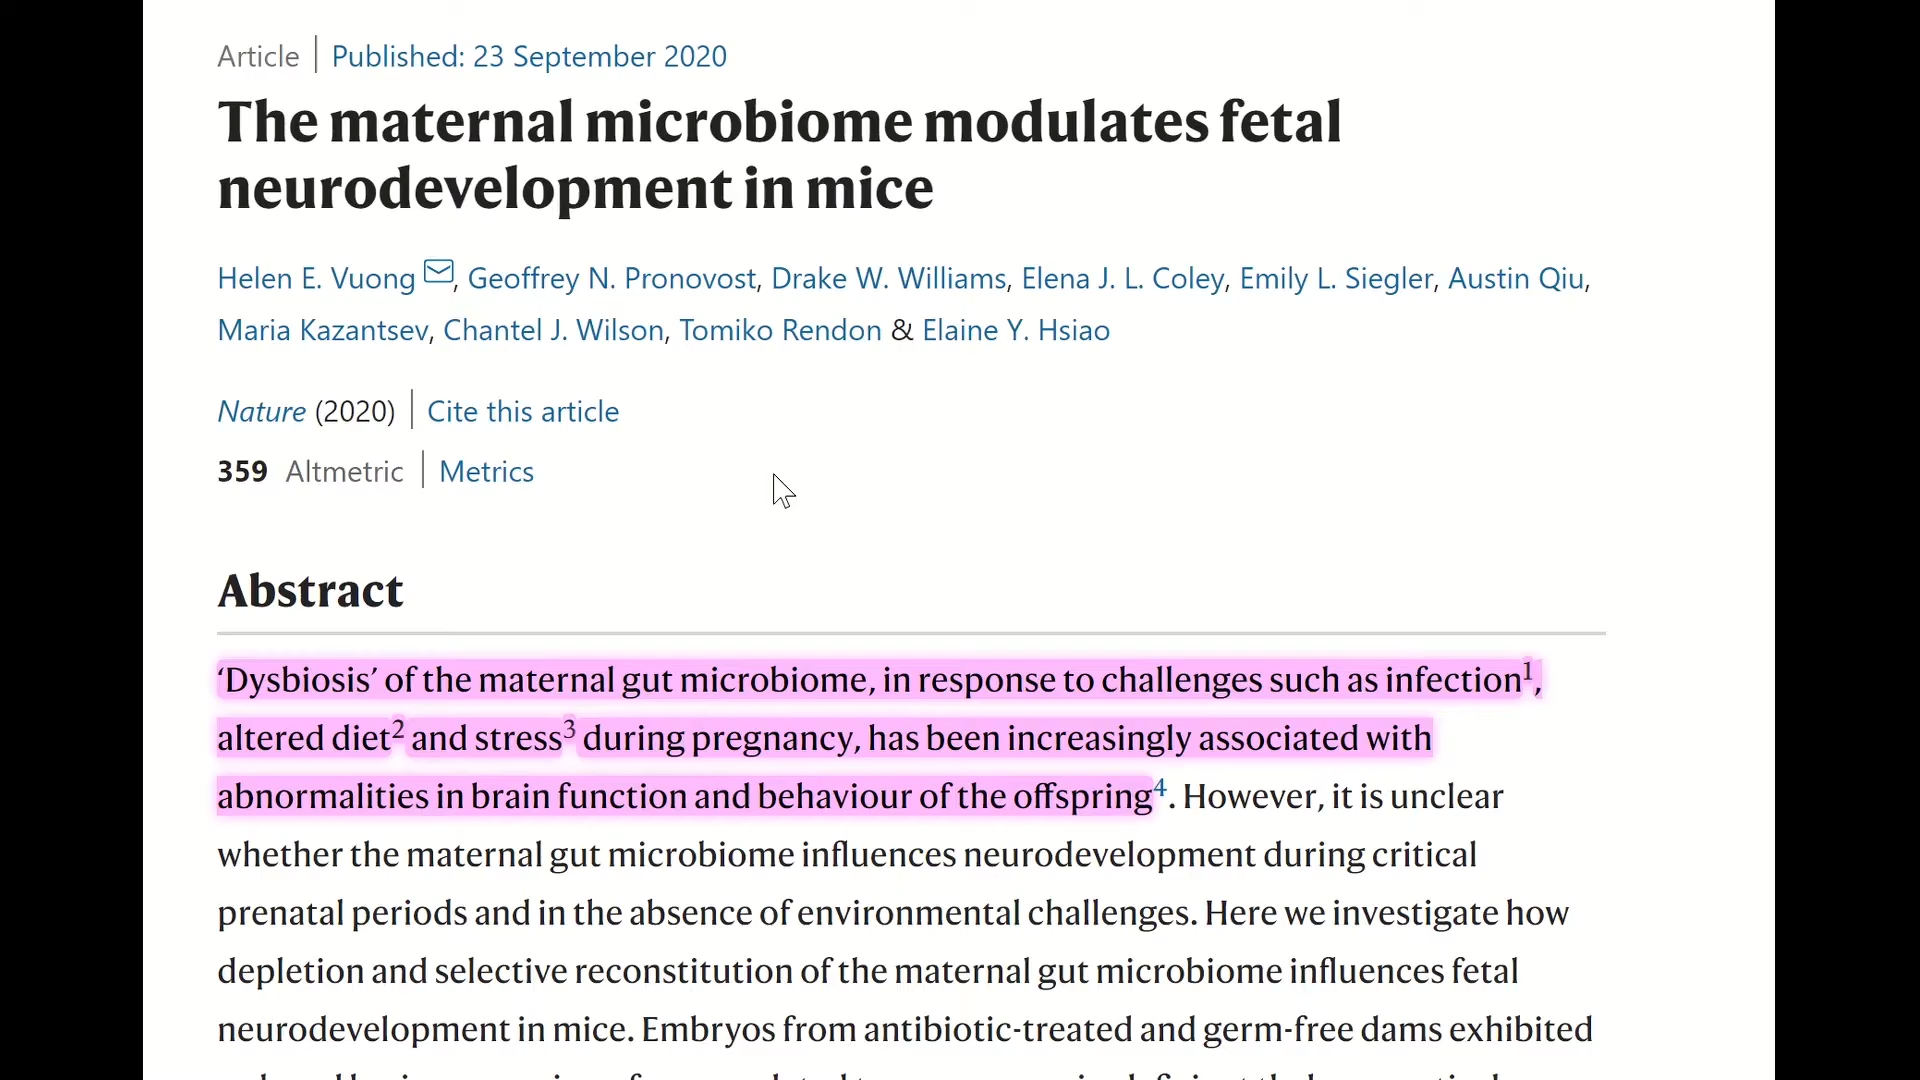 Article | Published: 23 September 2020
The maternal microbiome modulates fetal
neurodevelopment in mice
Helen E. Vuong, Geoffrey N. Pronovost, Drake W. Williams, Elena J. L. Coley, Emily L. Siegler, Austin Qiu,
Maria Kazantsev, Chantel J. Wilson, Tomiko Rendon & Elaine Y. Hsiao
Nature (2020) | Cite this article
359 Altmetric | Metrics
Abstract
‘Dysbiosis’ of the maternal gut microbiome, in response to challenges such as infection1,
altered diet2 and stress3 during pregnancy, has been increasingly associated with
abnormalities in brain function and behaviour of the offspring4. However, it is unclear
whether the maternal gut microbiome influences neurodevelopment during critical
prenatal periods and in the absence of environmental challenges. Here we investigate how
depletion and selective reconstitution of the maternal gut microbiome influences fetal
neurodevelopment in mice. Embryos from antibiotic-treated and germ-free dams exhibited